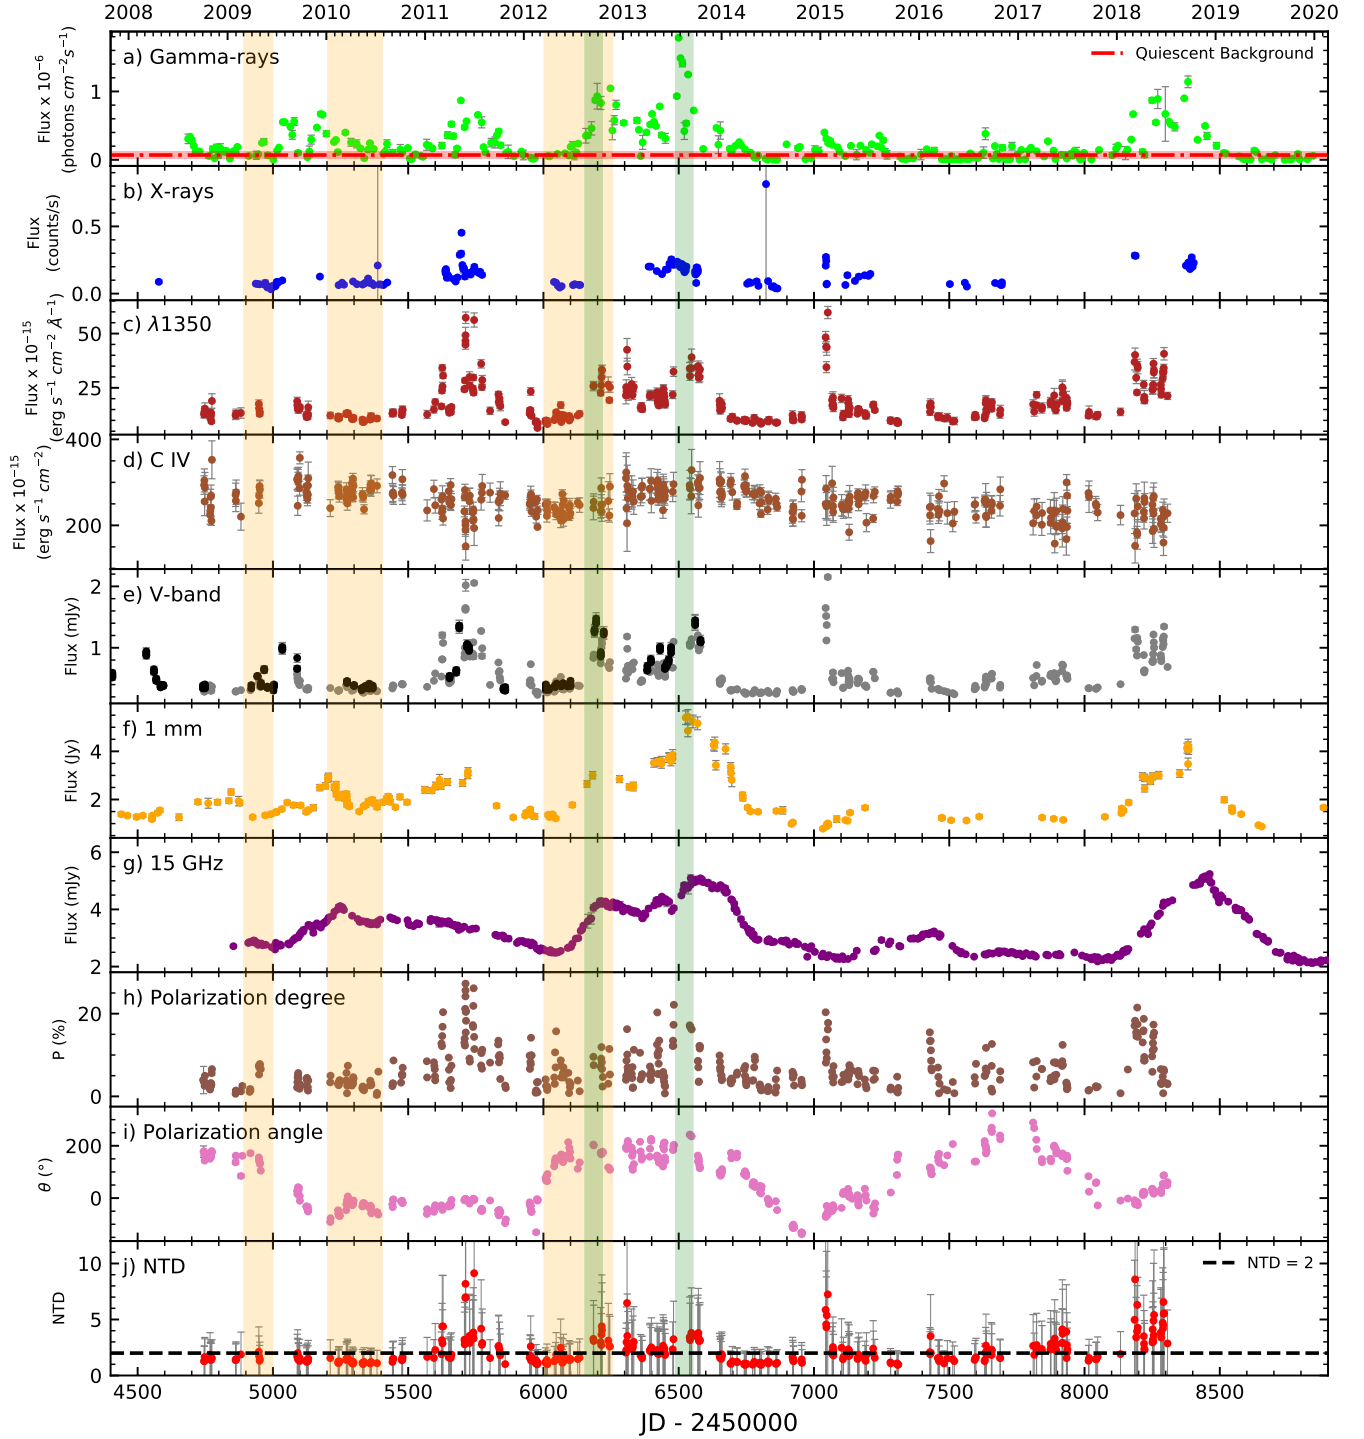 2008 2009 2010 2011 2012 2013 2014 2015 2016 2017 2018 2019 2020
a) Gamma-rays
Quiescent Background
Flux x 10⁻⁶
(photons cm⁻²s⁻¹)
1
0
b) X-rays
Flux
(counts/s)
0.5
0.0
c) λ1350
Flux x 10⁻¹⁵
(erg s⁻¹ cm⁻² Å⁻¹)
50
25
d) C IV
Flux x 10⁻¹⁵
(erg s⁻¹ cm⁻²)
400
200
e) V-band
Flux (mJy)
2
1
f) 1 mm
Flux (Jy)
4
2
g) 15 GHz
Flux (mJy)
6
4
2
h) Polarization degree
P (%)
20
0
i) Polarization angle
θ (°)
200
0
j) NTD
NTD = 2
NTD
10
5
0
4500 5000 5500 6000 6500 7000 7500 8000 8500
JD - 2450000